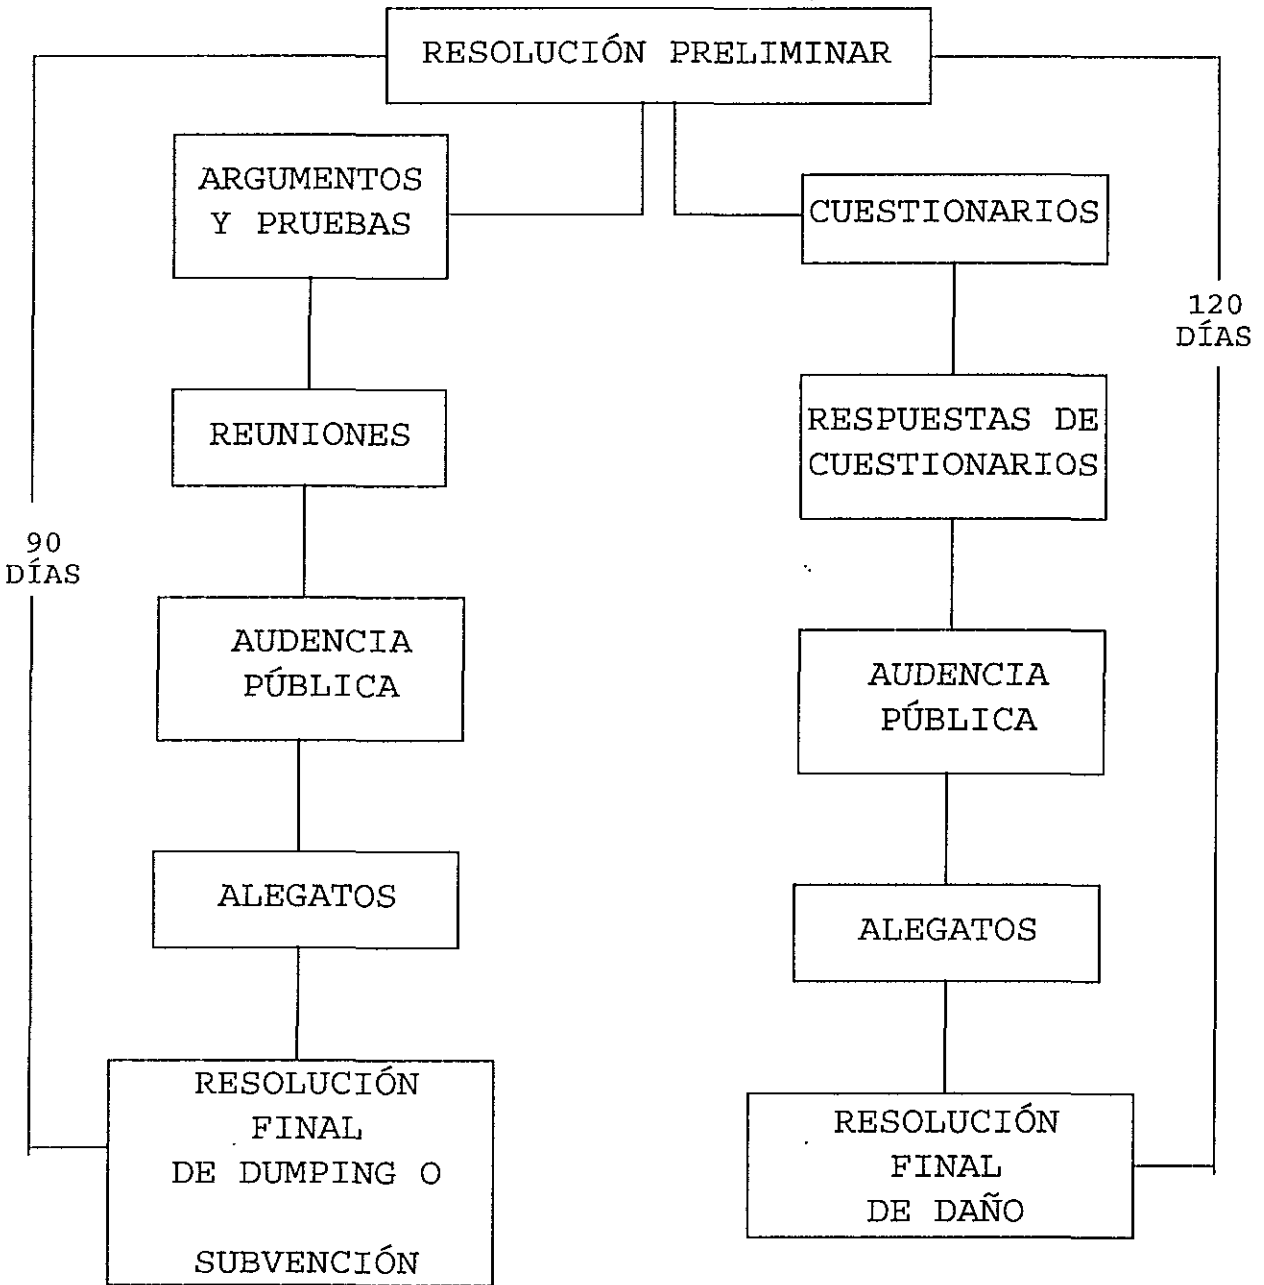 RESOLUCIÓN PRELIMINAR
ARGUMENTOS
Y PRUEBAS
REUNIONES
90
DÍAS
AUDENCIA
PÚBLICA
ALEGATOS
RESOLUCIÓN
FINAL
DE DUMPING O
SUBVENCIÓN
CUESTIONARIOS
120
DÍAS
RESPUESTAS DE
CUESTIONARIOS
AUDENCIA
PÚBLICA
ALEGATOS
RESOLUCIÓN
FINAL
DE DAÑO